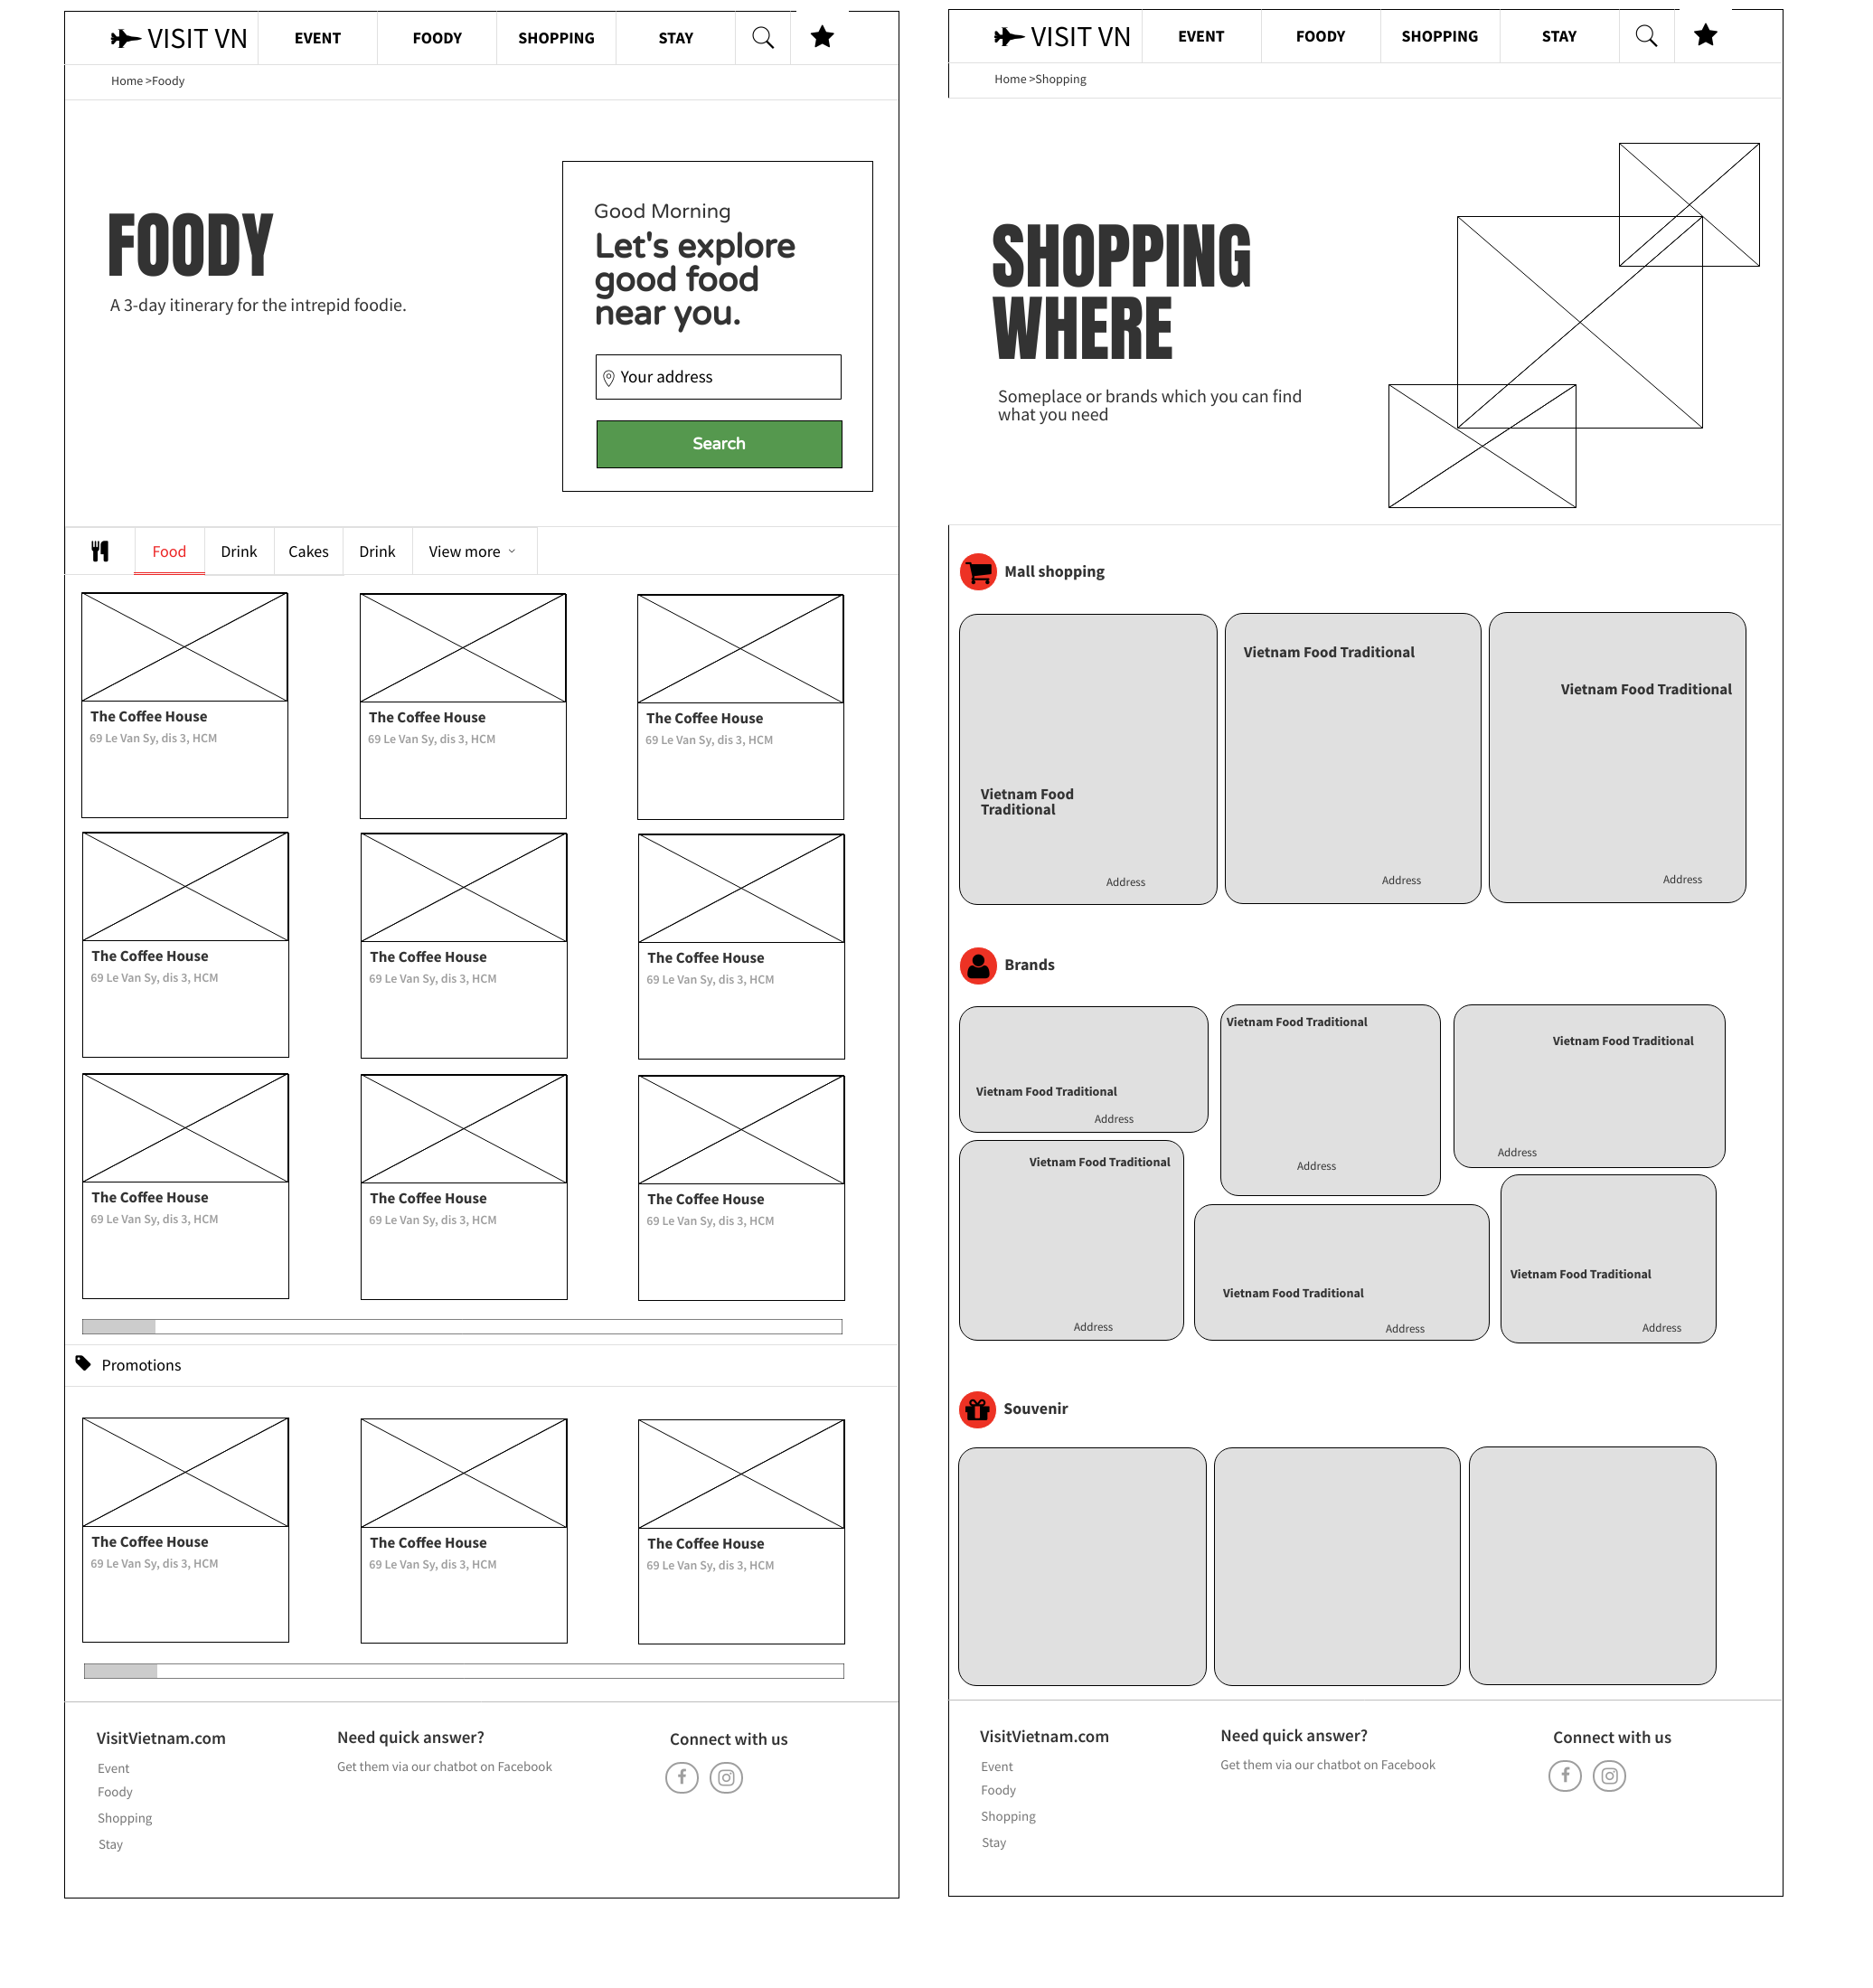 VISIT VN
EVENT
FOODY
SHOPPING
STAY
Home >Foody
FOODY
A 3-day itinerary for the intrepid foodie.
Good Morning
Let's explore
good food
near you.
Your address
Search
Food
Drink
Cakes
Drink
View more
The Coffee House
69 Le Van Sy, dis 3, HCM
The Coffee House
69 Le Van Sy, dis 3, HCM
The Coffee House
69 Le Van Sy, dis 3, HCM
The Coffee House
69 Le Van Sy, dis 3, HCM
The Coffee House
69 Le Van Sy, dis 3, HCM
The Coffee House
69 Le Van Sy, dis 3, HCM
The Coffee House
69 Le Van Sy, dis 3, HCM
The Coffee House
69 Le Van Sy, dis 3, HCM
The Coffee House
69 Le Van Sy, dis 3, HCM
Promotions
The Coffee House
69 Le Van Sy, dis 3, HCM
The Coffee House
69 Le Van Sy, dis 3, HCM
The Coffee House
69 Le Van Sy, dis 3, HCM
VisitVietnam.com
Event
Foody
Shopping
Stay
Need quick answer?
Get them via our chatbot on Facebook
Connect with us
VISIT VN
EVENT
FOODY
SHOPPING
STAY
Home >Shopping
SHOPPING
WHERE
Someplace or brands which you can find
what you need
Mall shopping
Vietnam Food
Traditional
Address
Vietnam Food Traditional
Address
Vietnam Food Traditional
Address
Brands
Vietnam Food Traditional
Address
Vietnam Food Traditional
Address
Vietnam Food Traditional
Address
Vietnam Food Traditional
Address
Vietnam Food Traditional
Address
Vietnam Food Traditional
Address
Souvenir
VisitVietnam.com
Event
Foody
Shopping
Stay
Need quick answer?
Get them via our chatbot on Facebook
Connect with us